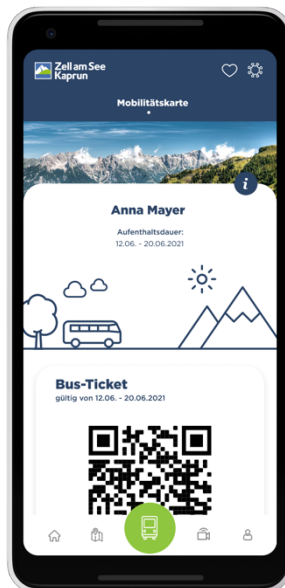 Zell am See
Kaprun
Mobilitätskarte
i
Anna Mayer
Aufenthaltsdauer:
12.06. - 20.06.2021
Bus-Ticket
gültig von 12.06. - 20.06.2021